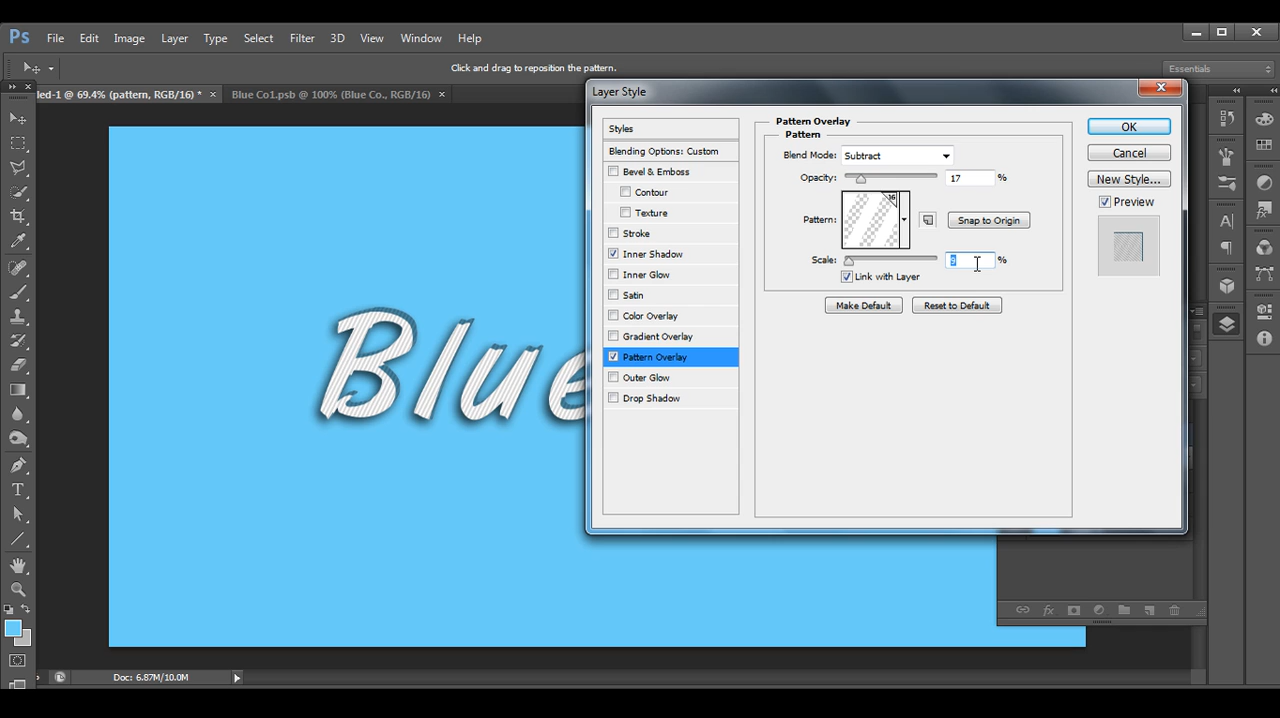 Ps File Edit Image Layer Type Select Filter 3D View Window Help
Click and drag to reposition the pattern.
Essentials
led-1 @ 69.4% (pattern, RGB/16) * × Blue Co1.psb @ 100% (Blue Co., RGB/16) ×
Layer Style
Styles
Blending Options: Custom
Bevel & Emboss
Contour
Texture
Stroke
Inner Shadow
Inner Glow
Satin
Color Overlay
Gradient Overlay
Pattern Overlay
Outer Glow
Drop Shadow
Pattern Overlay
Pattern
Blend Mode: Subtract
Opacity: 17 %
Pattern: 16 Snap to Origin
Scale: 9 %
Link with Layer
Make Default Reset to Default
OK
Cancel
New Style...
Preview
Blue
Doc: 6.87M/10.0M